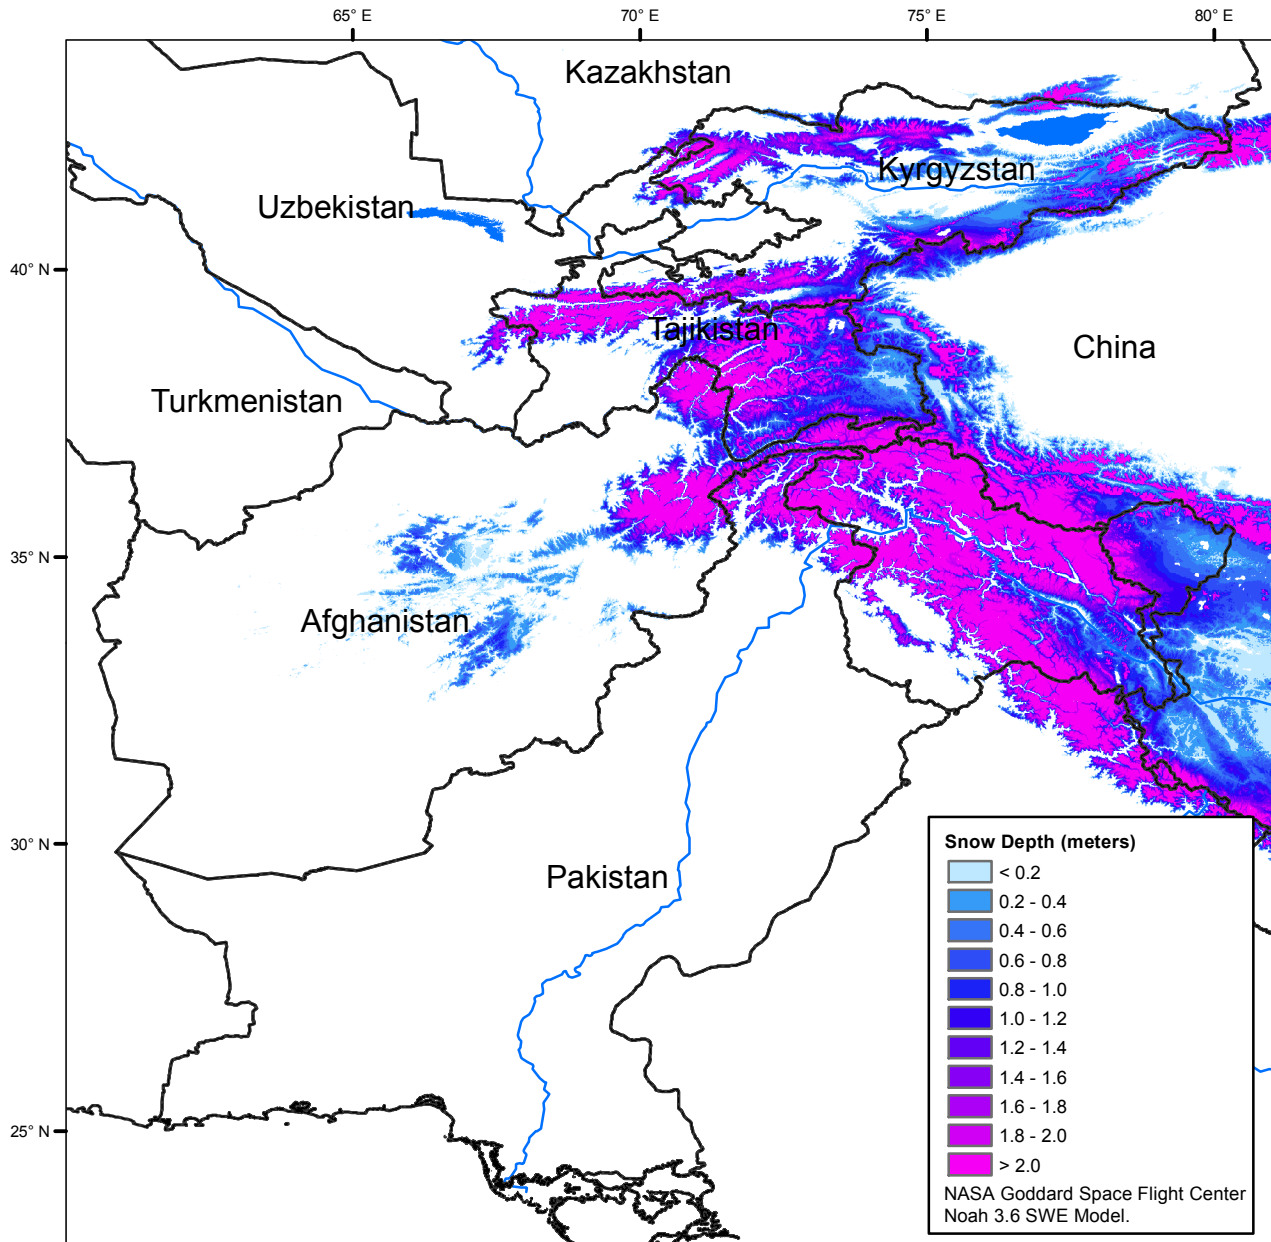 65° E
70° E
75° E
80° E
Kazakhstan
Kyrgyzstan
Uzbekistan
40° N
Tajikistan
China
Turkmenistan
35° N
Afghanistan
30° N
Pakistan
25° N
Snow Depth (meters)
< 0.2
0.2 - 0.4
0.4 - 0.6
0.6 - 0.8
0.8 - 1.0
1.0 - 1.2
1.2 - 1.4
1.4 - 1.6
1.6 - 1.8
1.8 - 2.0
> 2.0
NASA Goddard Space Flight Center
Noah 3.6 SWE Model.